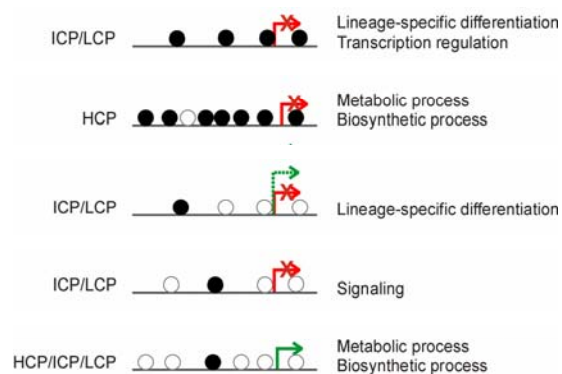 ICP/LCP
Lineage-specific differentiation
Transcription regulation
HCP
Metabolic process
Biosynthetic process
ICP/LCP
Lineage-specific differentiation
ICP/LCP
Signaling
HCP/ICP/LCP
Metabolic process
Biosynthetic process